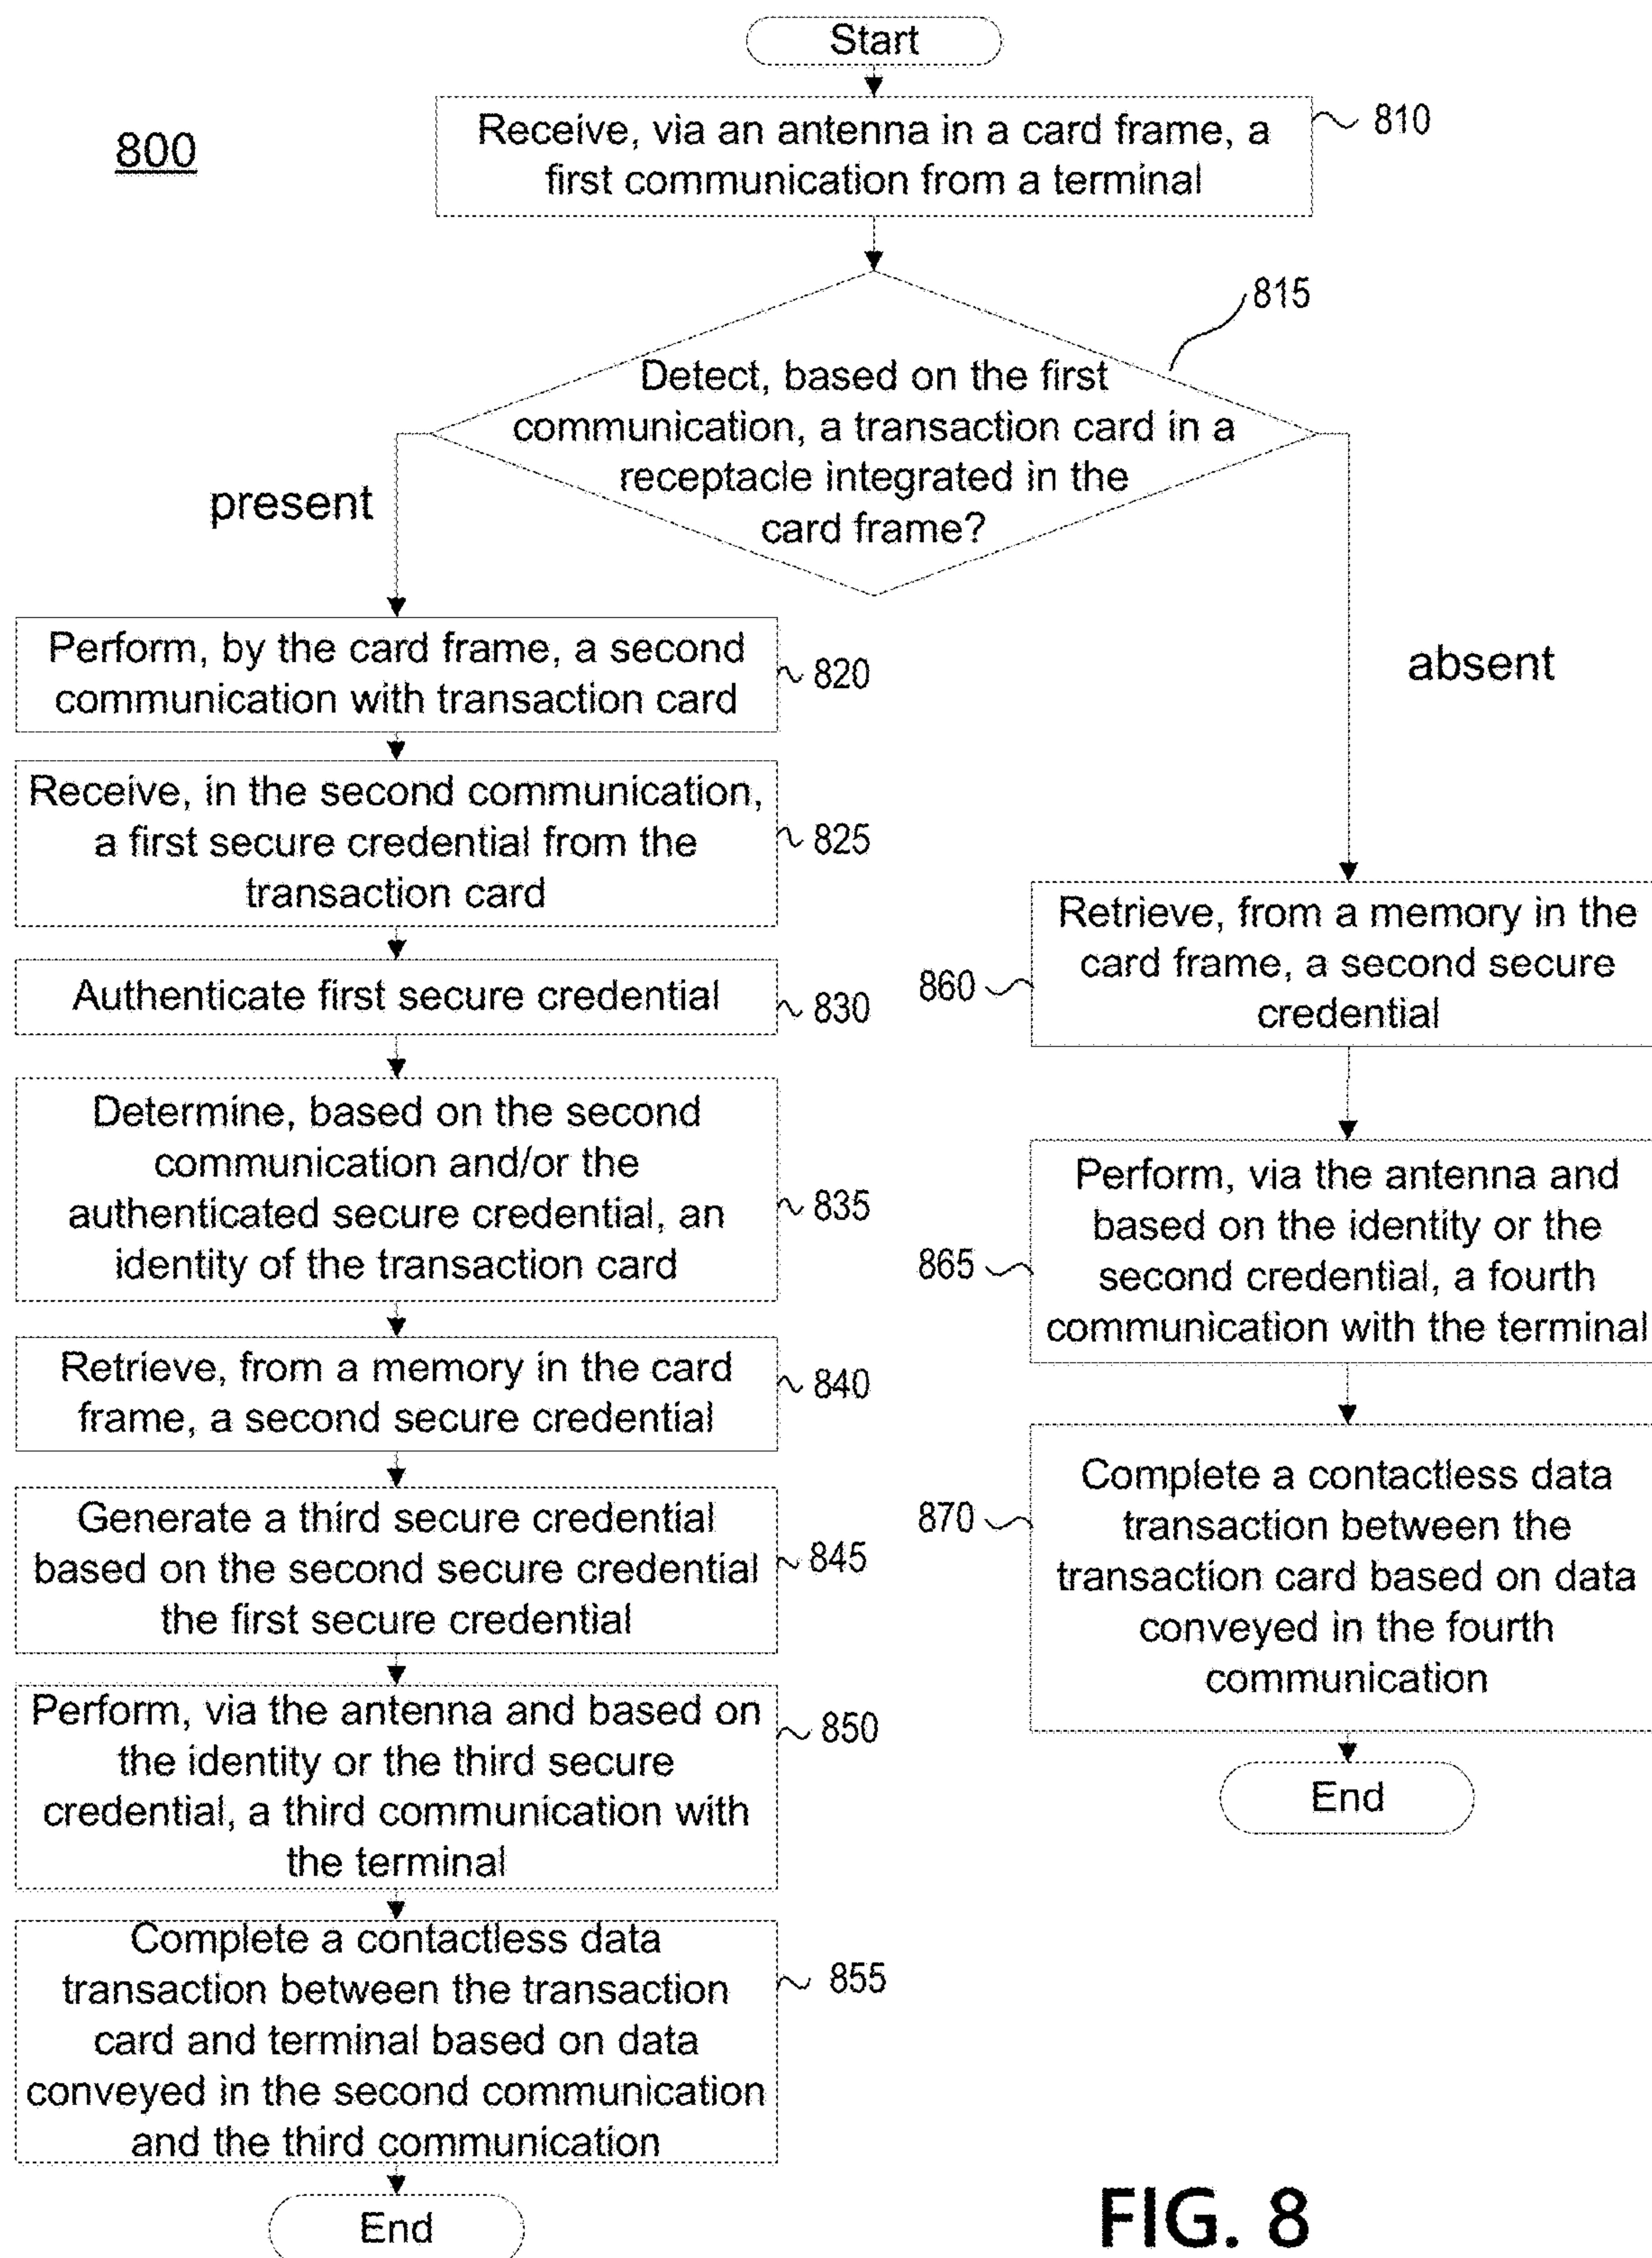 Start
800
Receive, via an antenna in a card frame, a
first communication from a terminal
810
815
Detect, based on the first
communication, a transaction card in a
receptacle integrated in the
card frame?
present
absent
Perform, by the card frame, a second
communication with transaction card
820
Receive, in the second communication,
a first secure credential from the
transaction card
825
Authenticate first secure credential
830
Determine, based on the second
communication and/or the
authenticated secure credential, an
identity of the transaction card
835
Retrieve, from a memory in the card
frame, a second secure credential
840
Generate a third secure credential
based on the second secure credential
the first secure credential
845
Perform, via the antenna and based on
the identity or the third secure
credential, a third communication with
the terminal
850
Complete a contactless data
transaction between the transaction
card and terminal based on data
conveyed in the second communication
and the third communication
855
End
Retrieve, from a memory in the
card frame, a second secure
credential
860
Perform, via the antenna and
based on the identity or the
second credential, a fourth
communication with the terminal
865
Complete a contactless data
transaction between the
transaction card based on data
conveyed in the fourth
communication
870
End
FIG. 8